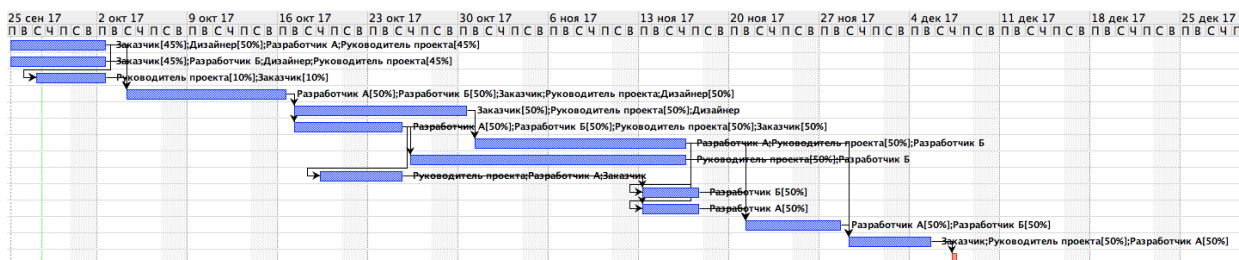 25 сен 17 2 окт 17 9 окт 17 16 окт 17 23 окт 17 30 окт 17 6 ноя 17 13 ноя 17 20 ноя 17 27 ноя 17 4 дек 17 11 дек 17 18 дек 17 25 дек 17
П В С Ч П С В П В С Ч П С В П В С Ч П С В П В С Ч П С В П В С Ч П С В П В С Ч П С В П В С Ч П С В П В С Ч П С В П В С Ч П С В П В С Ч П С В П В С Ч П С В П В С Ч П С В П В С Ч П С В П В С Ч П
Заказчик[45%];Дизайнер[50%];Разработчик А;Руководитель проекта[45%]
Заказчик[45%];Разработчик Б;Дизайнер;Руководитель проекта[45%]
Руководитель проекта[10%];Заказчик[10%]
Разработчик А[50%];Разработчик Б[50%];Заказчик;Руководитель проекта;Дизайнер[50%]
Заказчик[50%];Руководитель проекта[50%];Дизайнер
Разработчик А[50%];Разработчик Б[50%];Руководитель проекта[50%];Заказчик[50%]
Разработчик А;Руководитель проекта[50%];Разработчик Б
Руководитель проекта[50%];Разработчик Б
Руководитель проекта;Разработчик А;Заказчик
Разработчик Б[50%]
Разработчик А[50%]
Разработчик А[50%];Разработчик Б[50%]
Заказчик;Руководитель проекта[50%];Разработчик А[50%]